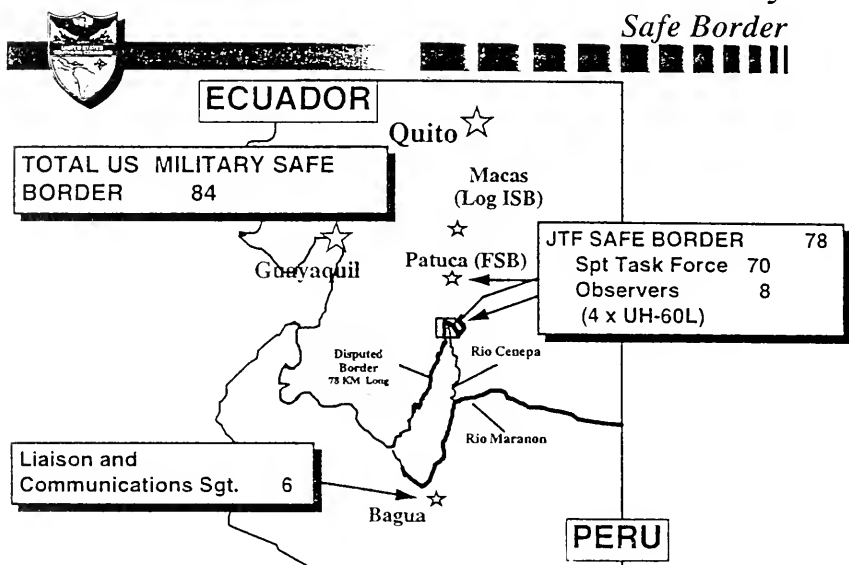 Safe Border
UNITED STATES
ECUADOR
Quito
TOTAL US MILITARY SAFE
BORDER 84
Macas
(Log ISB)
JTF SAFE BORDER 78
Spt Task Force 70
Observers 8
(4 x UH-60L)
Guayaquil
Patuca (FSB)
Disputed
Border
78 KM Long
Rio Cenepa
Rio Maranon
Liaison and
Communications Sgt. 6
Bagua
PERU